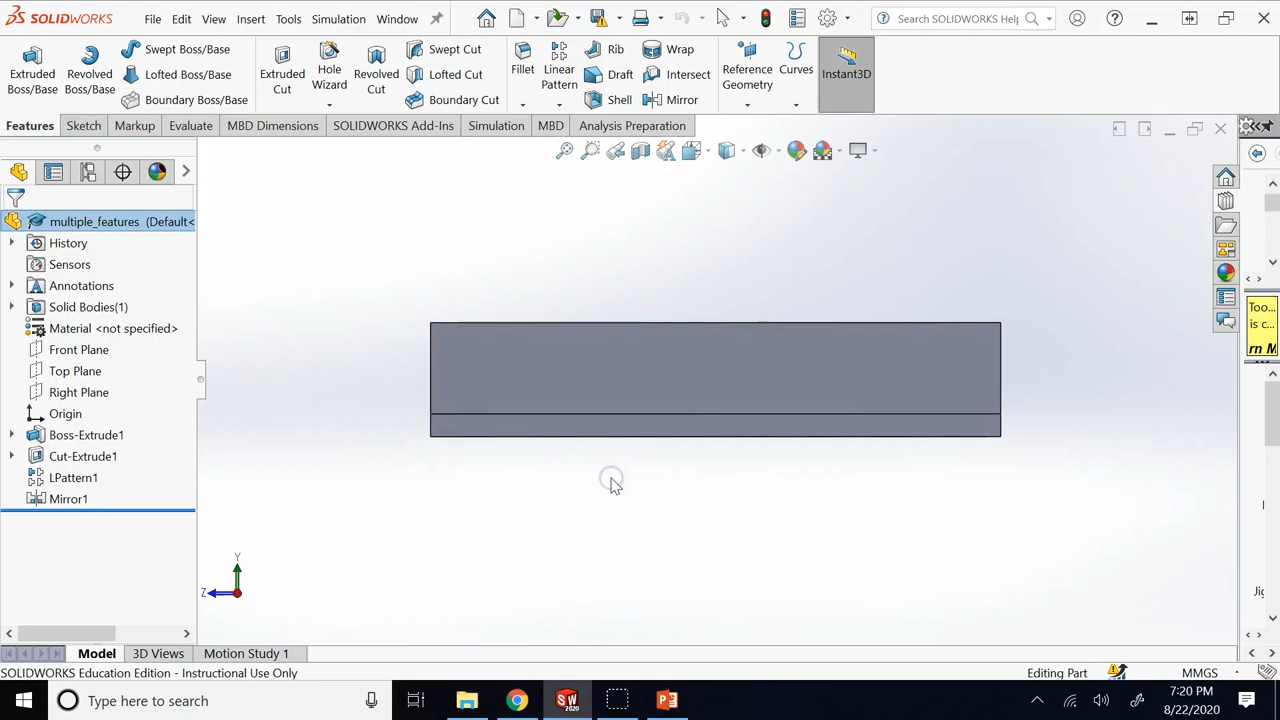 SOLIDWORKS File Edit View Insert Tools Simulation Window Search SOLIDWORKS Help
Extruded Boss/Base
Revolved Boss/Base
Swept Boss/Base
Lofted Boss/Base
Boundary Boss/Base
Extruded Cut
Hole Wizard
Revolved Cut
Swept Cut
Lofted Cut
Boundary Cut
Fillet
Linear Pattern
Rib
Draft
Shell
Wrap
Intersect
Mirror
Reference Geometry
Curves
Instant3D
Features Sketch Markup Evaluate MBD Dimensions SOLIDWORKS Add-Ins Simulation MBD Analysis Preparation
multiple_features (Default<
History
Sensors
Annotations
Solid Bodies(1)
Material <not specified>
Front Plane
Top Plane
Right Plane
Origin
Boss-Extrude1
Cut-Extrude1
LPattern1
Mirror1
Too...
is c...
rn M
Y
Z
Model 3D Views Motion Study 1
SOLIDWORKS Education Edition - Instructional Use Only Editing Part MMGS
Type here to search
SW
2020
7:20 PM
8/22/2020